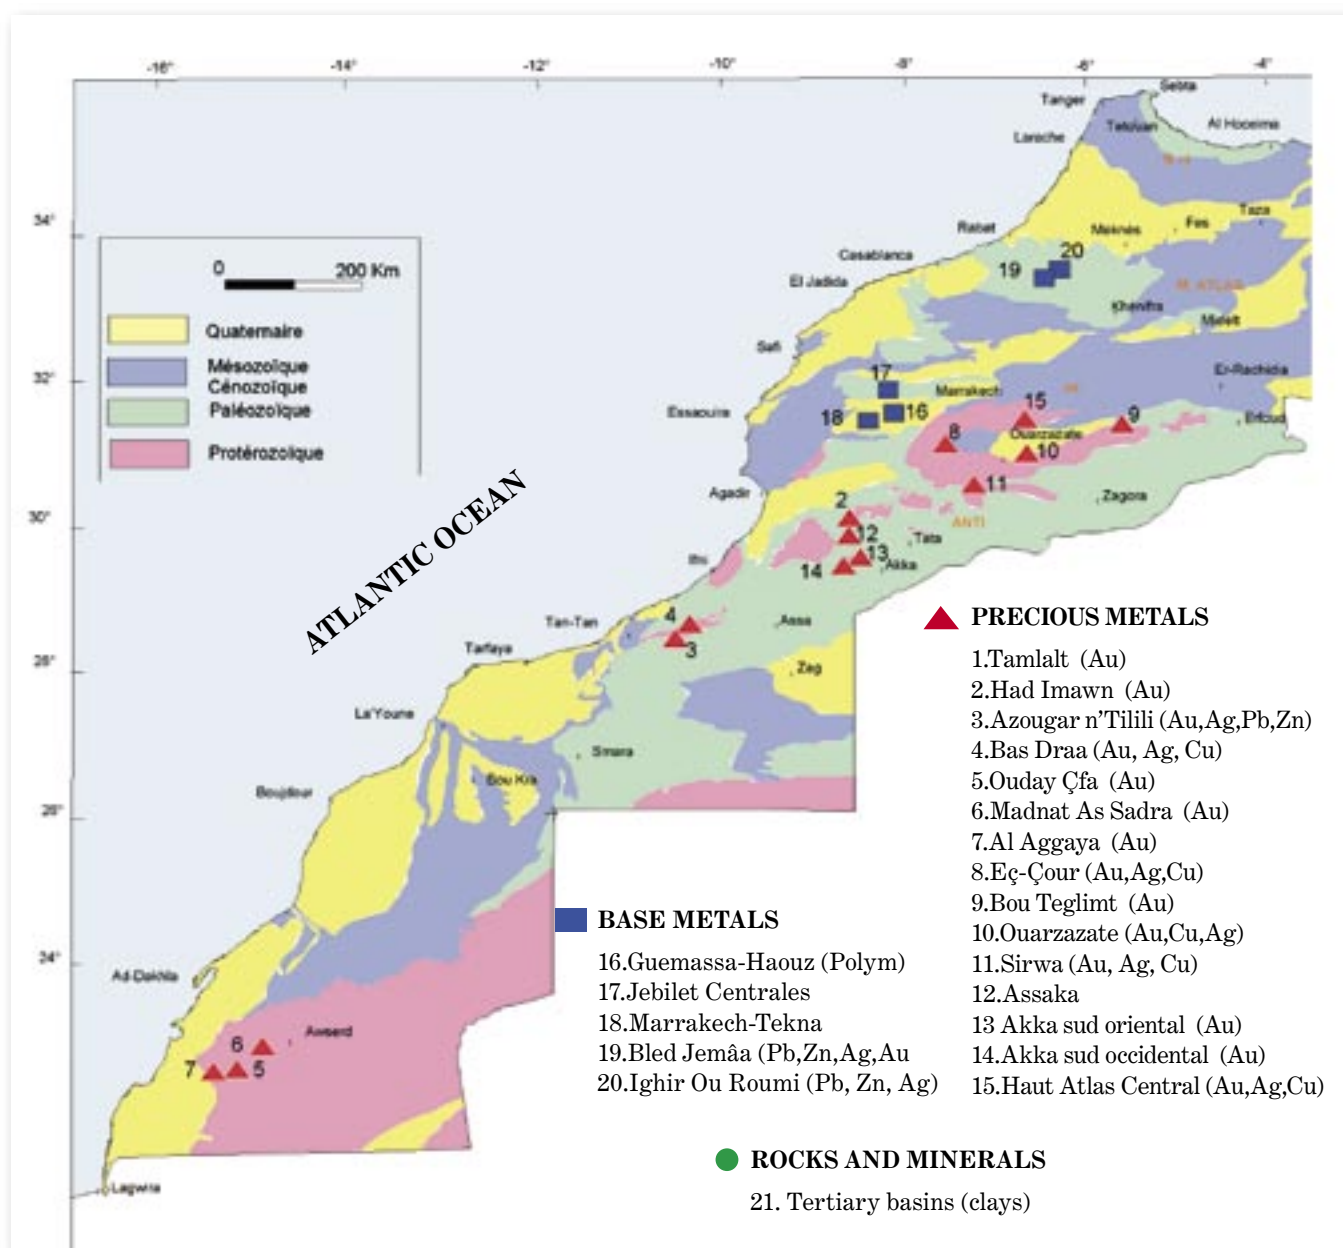 -16° -14° -12° -10° -8° -6° -4°
Sebta
Tanger
Tetouan
Al Hoceima
Larache
34°
Rabat
Meknés
Fes
Taza
Casablanca
19
20
0 200 Km
El Jadida
M. ATLAS
Khenifra
Quaternaire
Midelt
Safi
Mésozoïque
Cénozoïque
32°
17
Er-Rachidia
Marrakech
Paléozoïque
Essaouira
18
16
15
9
Erfoud
8
Ouarzazate
Protérozoïque
10
11
Agadir
2
Zagora
ATLANTIC OCEAN
30°
ANTI
12
Tata
Ifni
13
14
Akka
4
Tan-Tan
Assa
3
Tarfaya
28°
Zag
La'Youne
Smara
Bou Kra
Boujdour
26°
24°
Ad-Dakhla
Awserd
6
7
5
Lagwira
PRECIOUS METALS
1.Tamlalt (Au)
2.Had Imawn (Au)
3.Azougar n’Tilili (Au,Ag,Pb,Zn)
4.Bas Draa (Au, Ag, Cu)
5.Ouday Çfa (Au)
6.Madnat As Sadra (Au)
7.Al Aggaya (Au)
8.Eç-Çour (Au,Ag,Cu)
9.Bou Teglimt (Au)
10.Ouarzazate (Au,Cu,Ag)
11.Sirwa (Au, Ag, Cu)
12.Assaka
13 Akka sud oriental (Au)
14.Akka sud occidental (Au)
15.Haut Atlas Central (Au,Ag,Cu)
BASE METALS
16.Guemassa-Haouz (Polym)
17.Jebilet Centrales
18.Marrakech-Tekna
19.Bled Jemâa (Pb,Zn,Ag,Au
20.Ighir Ou Roumi (Pb, Zn, Ag)
ROCKS AND MINERALS
21. Tertiary basins (clays)